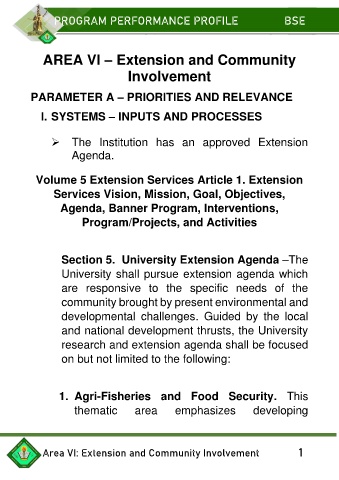 PROGRAM PERFORMANCE PROFILE BSE
AREA VI – Extension and Community
Involvement
PARAMETER A – PRIORITIES AND RELEVANCE
I. SYSTEMS – INPUTS AND PROCESSES
➢ The Institution has an approved Extension
Agenda.
Volume 5 Extension Services Article 1. Extension
Services Vision, Mission, Goal, Objectives,
Agenda, Banner Program, Interventions,
Program/Projects, and Activities
Section 5. University Extension Agenda –The
University shall pursue extension agenda which
are responsive to the specific needs of the
community brought by present environmental and
developmental challenges. Guided by the local
and national development thrusts, the University
research and extension agenda shall be focused
on but not limited to the following:
1. Agri-Fisheries and Food Security. This
thematic area emphasizes developing
Area VI: Extension and Community Involvement 1